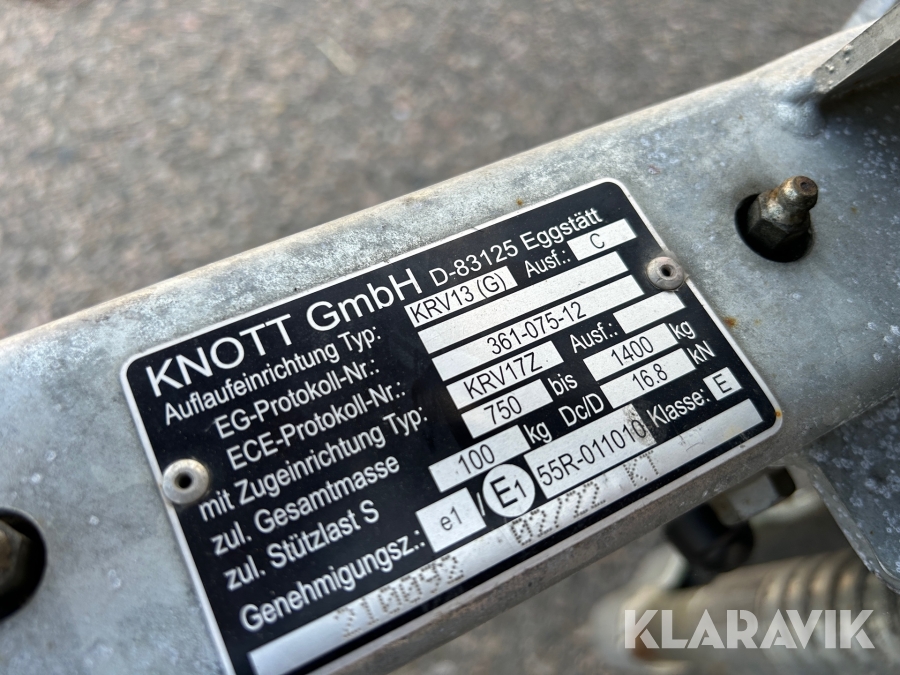 KNOTT GmbH D-83125 Eggstätt
Auflaufeinrichtung Typ: KRV13 (G) Ausf.: C
EG-Protokoll-Nr.:
ECE-Protokoll-Nr.: 361-075-12
mit Zugeinrichtung Typ: KRV17Z Ausf.:
zul. Gesamtmasse 750 bis 1400 kg
zul. Stützlast S 100 kg Dc/D 16.8 kN
Genehmigungsz.: e1 / E1 55R-011010 Klasse: E
210092 02/22 KT
KLARAVIK